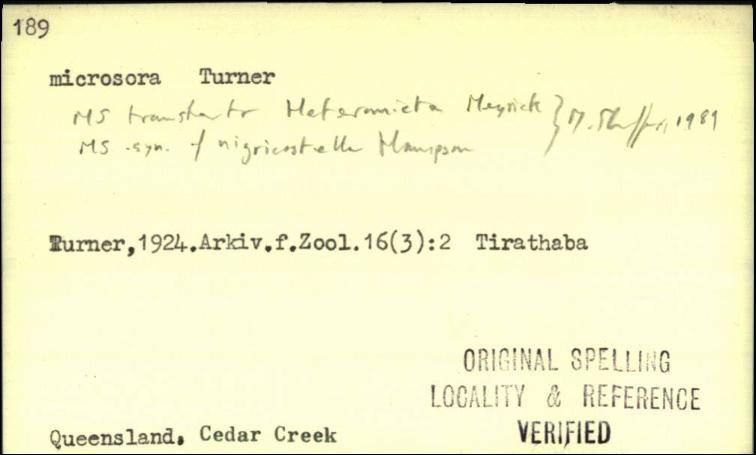 189
microsora Turner
MS transfer to Heteromicta Meyrick } M. Shaffer, 1989
MS syn. of nigricostella Hampson
Turner,1924.Arkiv.f.Zool.16(3):2 Tirathaba
ORIGINAL SPELLING
LOCALITY & REFERENCE
VERIFIED
Queensland. Cedar Creek